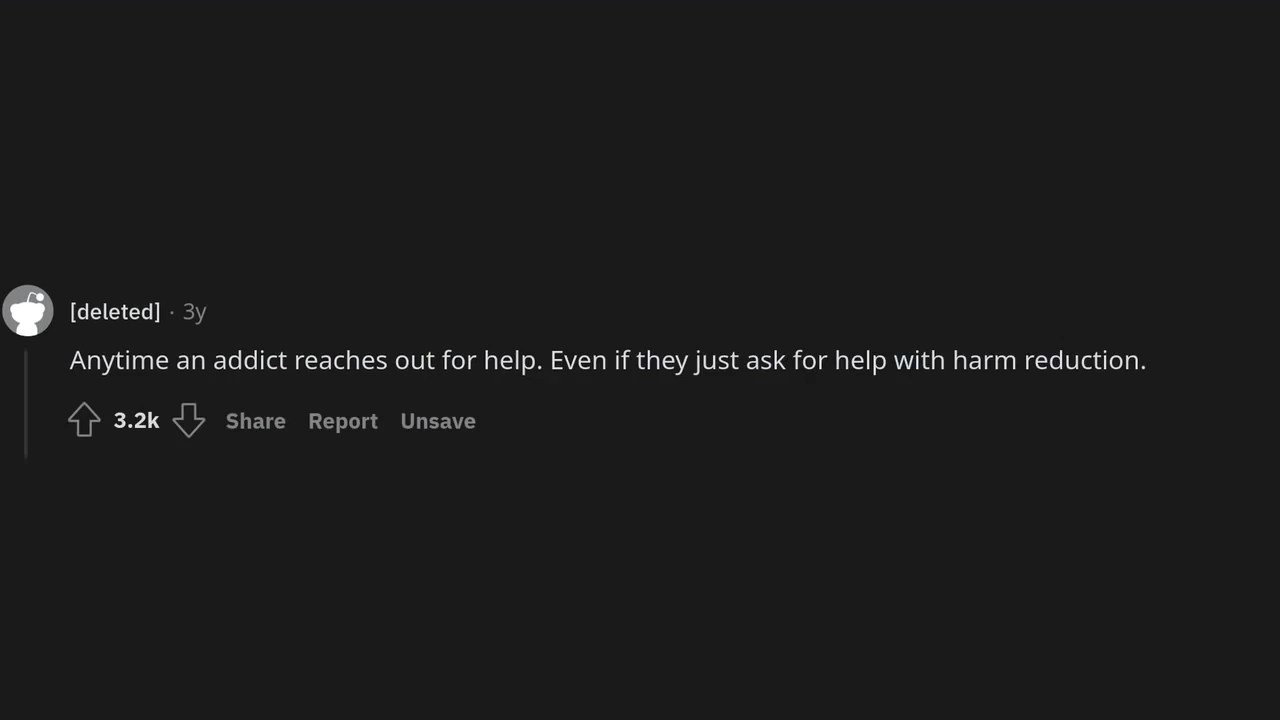 [deleted] · 3y
Anytime an addict reaches out for help. Even if they just ask for help with harm reduction.
3.2k Share Report Unsave